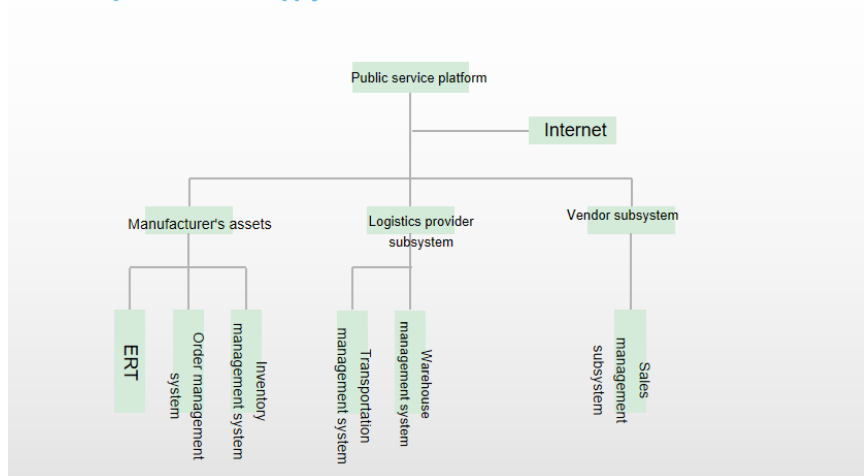 Public service platform
Internet
Manufacturer's assets
Logistics provider
subsystem
Vendor subsystem
ERT
Order management
system
Inventory
management system
Transportation
management system
Warehouse
management system
Sales
management
subsystem